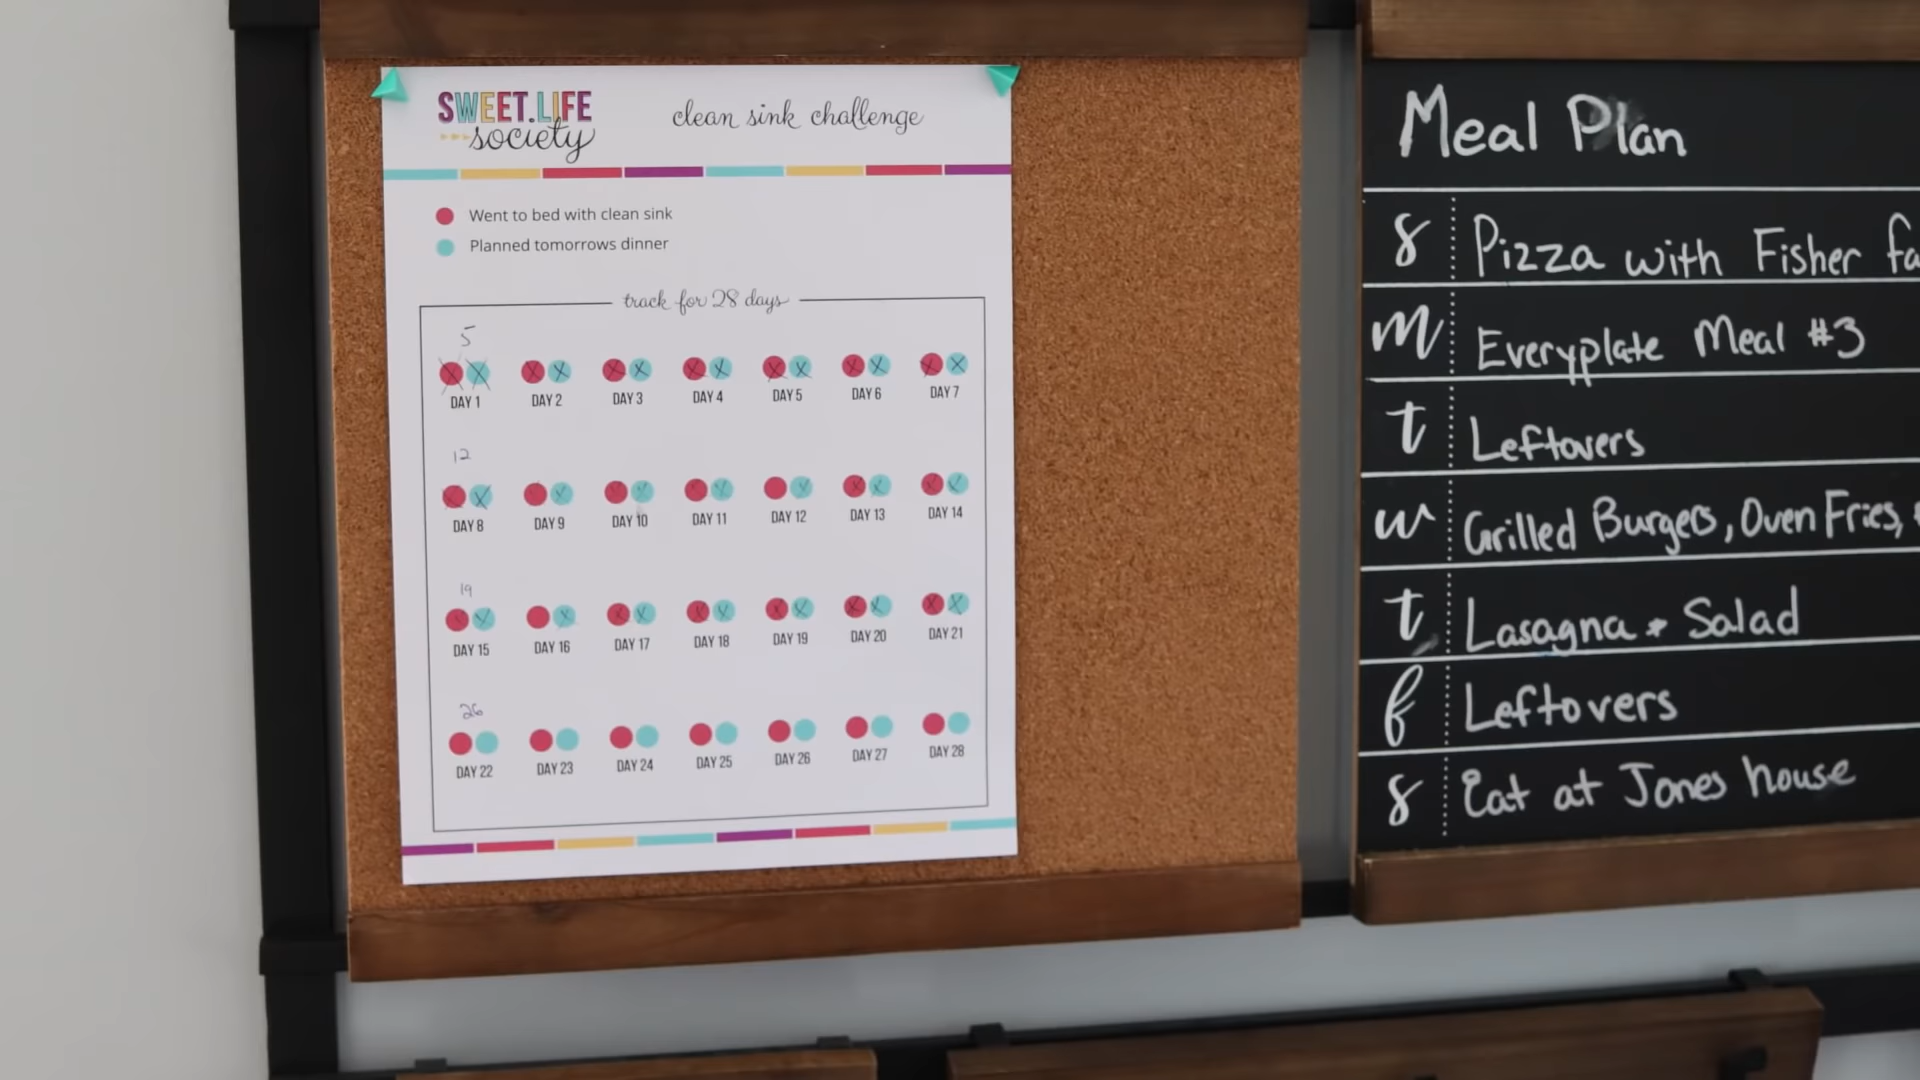 SWEET.LIFE
society
clean sink challenge
Went to bed with clean sink
Planned tomorrows dinner
track for 28 days
5
DAY 1 DAY 2 DAY 3 DAY 4 DAY 5 DAY 6 DAY 7
12
DAY 8 DAY 9 DAY 10 DAY 11 DAY 12 DAY 13 DAY 14
19
DAY 15 DAY 16 DAY 17 DAY 18 DAY 19 DAY 20 DAY 21
26
DAY 22 DAY 23 DAY 24 DAY 25 DAY 26 DAY 27 DAY 28
Meal Plan
s Pizza with Fisher fa
m Everyplate Meal #3
t Leftovers
w Grilled Burgers, Oven Fries,
t Lasagna + Salad
f Leftovers
s Eat at Jones house